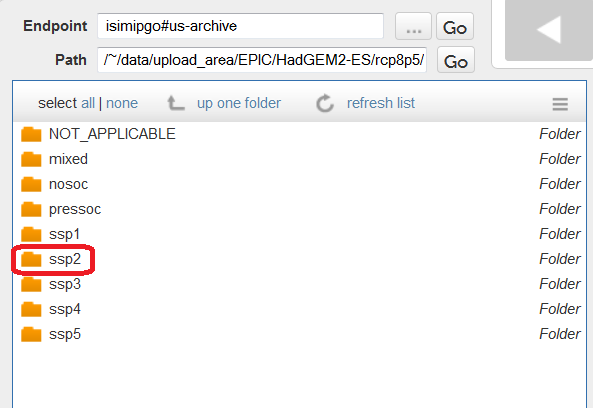 Endpoint isimipgo#us-archive ... Go
Path /~/data/upload_area/EPIC/HadGEM2-ES/rcp8p5/ Go
select all | none up one folder refresh list
NOT_APPLICABLE Folder
mixed Folder
nosoc Folder
pressoc Folder
ssp1 Folder
ssp2 Folder
ssp3 Folder
ssp4 Folder
ssp5 Folder